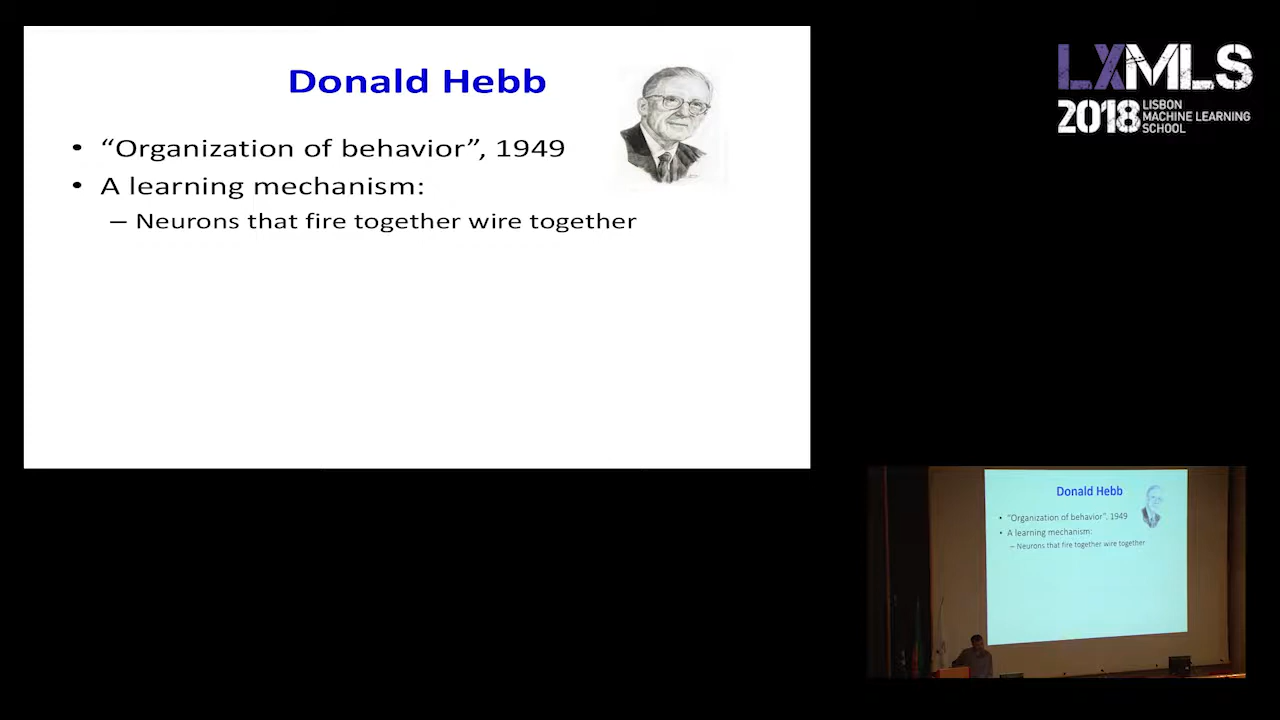 Donald Hebb
• “Organization of behavior”, 1949
• A learning mechanism:
– Neurons that fire together wire together
LXMLS
2018 LISBON
MACHINE LEARNING
SCHOOL
Donald Hebb
• “Organization of behavior”, 1949
• A learning mechanism:
– Neurons that fire together wire together